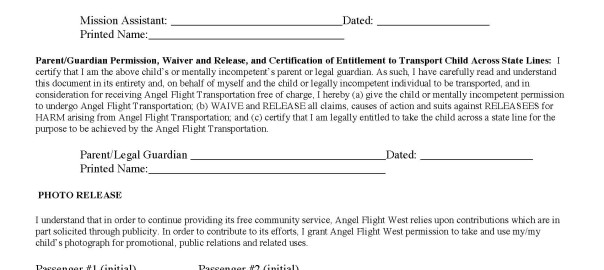 Mission Assistant: ________________________________Dated: _____________________
Printed Name:_____________________________________
Parent/Guardian Permission, Waiver and Release, and Certification of Entitlement to Transport Child Across State Lines: I
certify that I am the above child's or mentally incompetent's parent or legal guardian. As such, I have carefully read and understand
this document in its entirety and, on behalf of myself and the child or legally incompetent individual to be transported, and in
consideration for receiving Angel Flight Transportation free of charge, I hereby (a) give the child or mentally incompetent permission
to undergo Angel Flight Transportation; (b) WAIVE and RELEASE all claims, causes of action and suits against RELEASEES for
HARM arising from Angel Flight Transportation; and (c) certify that I am legally entitled to take the child across a state line for the
purpose to be achieved by the Angel Flight Transportation.
Parent/Legal Guardian _____________________________________Dated: _____________________
Printed Name:_____________________________________________
PHOTO RELEASE
I understand that in order to continue providing its free community service, Angel Flight West relies upon contributions which are in
part solicited through publicity. In order to contribute to its efforts, I grant Angel Flight West permission to take and use my/my
child's photograph for promotional, public relations and related uses.
Passenger #1 (initial) Passenger #2 (initial)